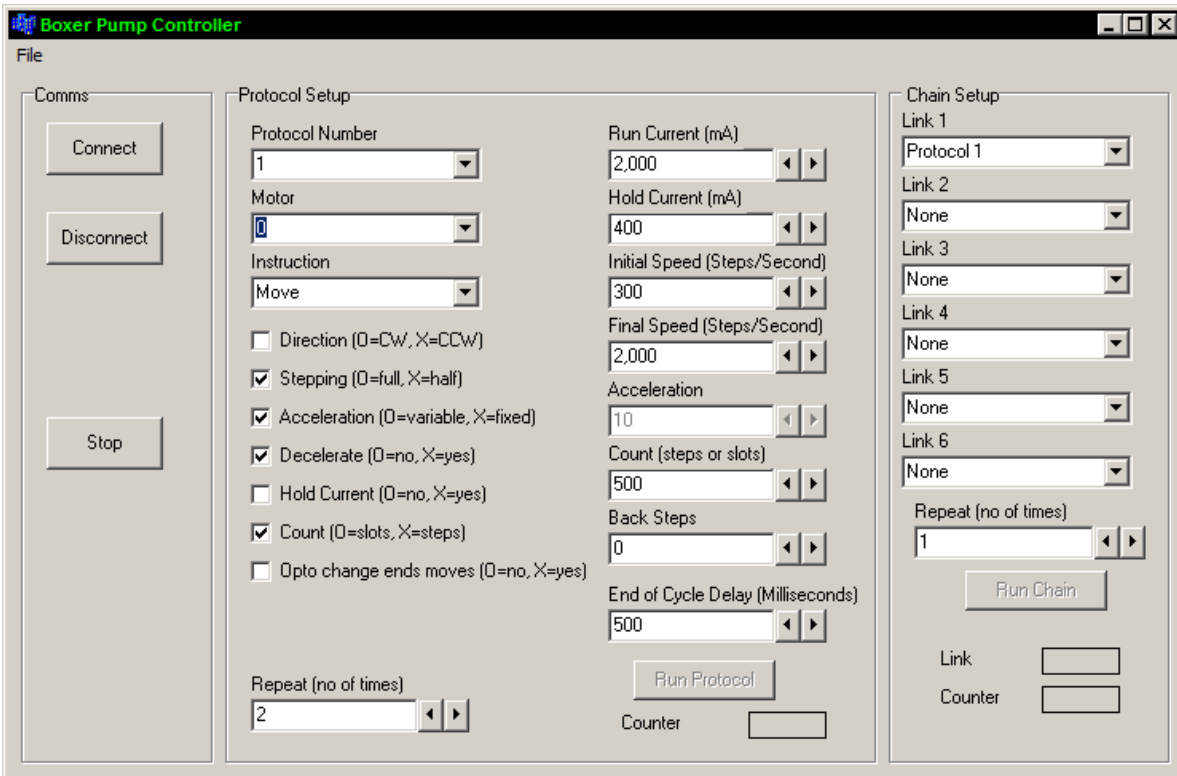 Boxer Pump Controller
File
Comms
Connect
Disconnect
Stop
Protocol Setup
Protocol Number
1
Motor
0
Instruction
Move
Direction (O=CW, X=CCW)
Stepping (O=full, X=half)
Acceleration (O=variable, X=fixed)
Decelerate (O=no, X=yes)
Hold Current (O=no, X=yes)
Count (O=slots, X=steps)
Opto change ends moves (O=no, X=yes)
Repeat (no of times)
2
Run Current (mA)
2,000
Hold Current (mA)
400
Initial Speed (Steps/Second)
300
Final Speed (Steps/Second)
2,000
Acceleration
10
Count (steps or slots)
500
Back Steps
0
End of Cycle Delay (Milliseconds)
500
Run Protocol
Counter
Chain Setup
Link 1
Protocol 1
Link 2
None
Link 3
None
Link 4
None
Link 5
None
Link 6
None
Repeat (no of times)
1
Run Chain
Link
Counter